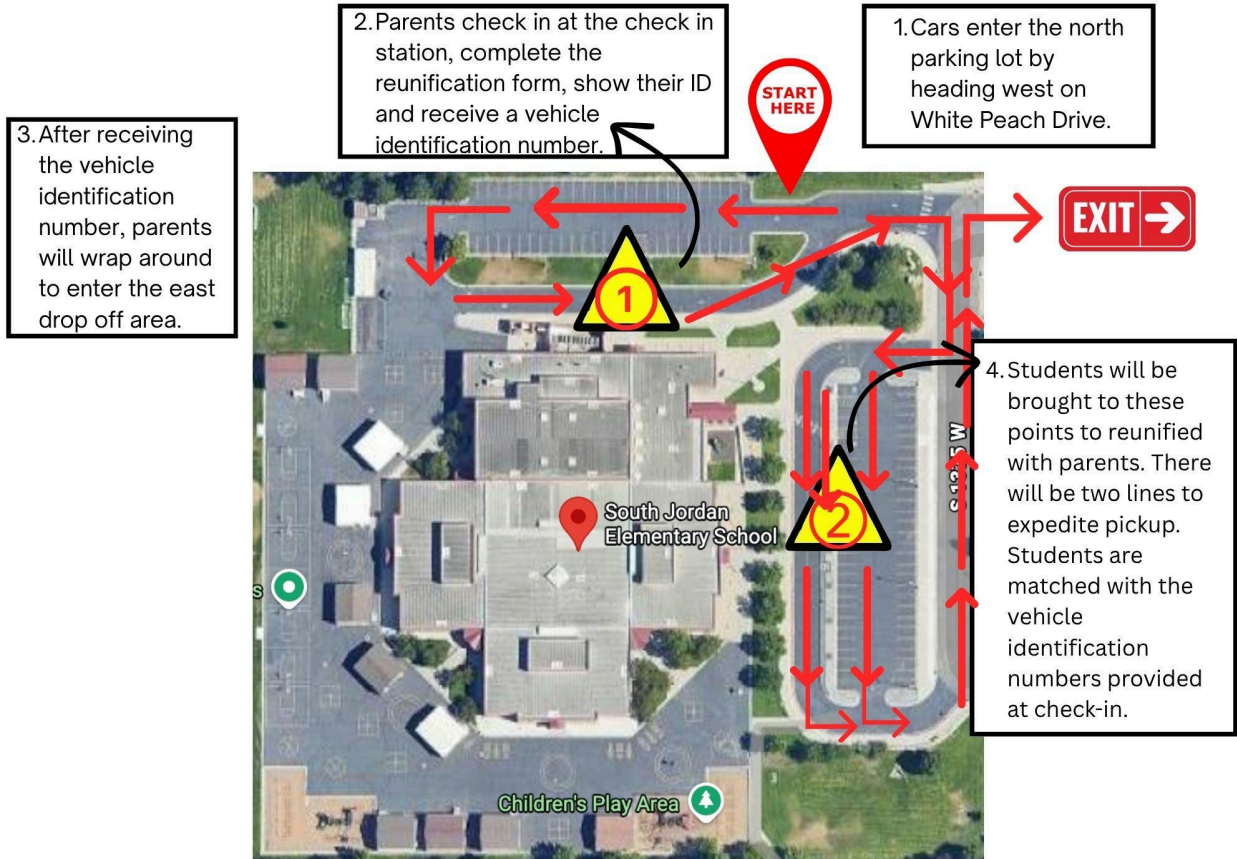 1. Cars enter the north
parking lot by
heading west on
White Peach Drive.
2. Parents check in at the check in
station, complete the
reunification form, show their ID
and receive a vehicle
identification number.
3. After receiving
the vehicle
identification
number, parents
will wrap around
to enter the east
drop off area.
4. Students will be
brought to these
points to reunified
with parents. There
will be two lines to
expedite pickup.
Students are
matched with the
vehicle
identification
numbers provided
at check-in.
START
HERE
EXIT
1
2
South Jordan
Elementary School
Children's Play Area
s
3